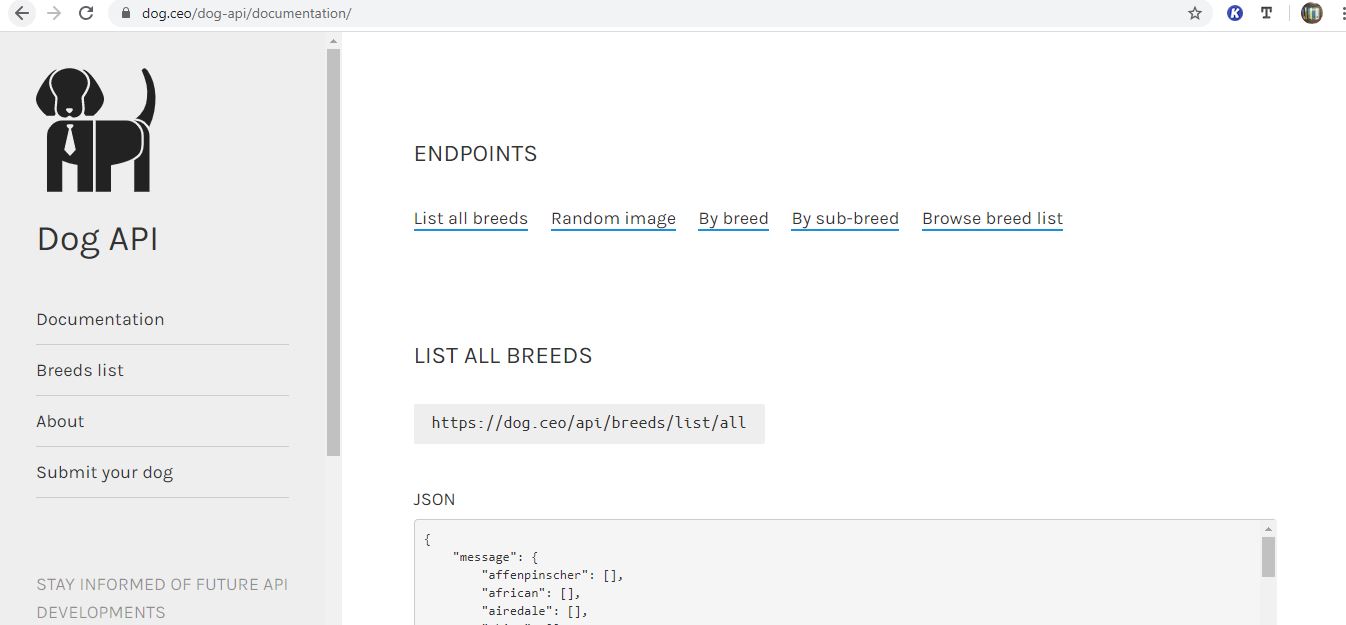 dog.ceo/dog-api/documentation/
K T
API
Dog API
Documentation
Breeds list
About
Submit your dog
STAY INFORMED OF FUTURE API
DEVELOPMENTS
ENDPOINTS
List all breeds Random image By breed By sub-breed Browse breed list
LIST ALL BREEDS
https://dog.ceo/api/breeds/list/all
JSON
{
"message": {
"affenpinscher": [],
"african": [],
"airedale": [],